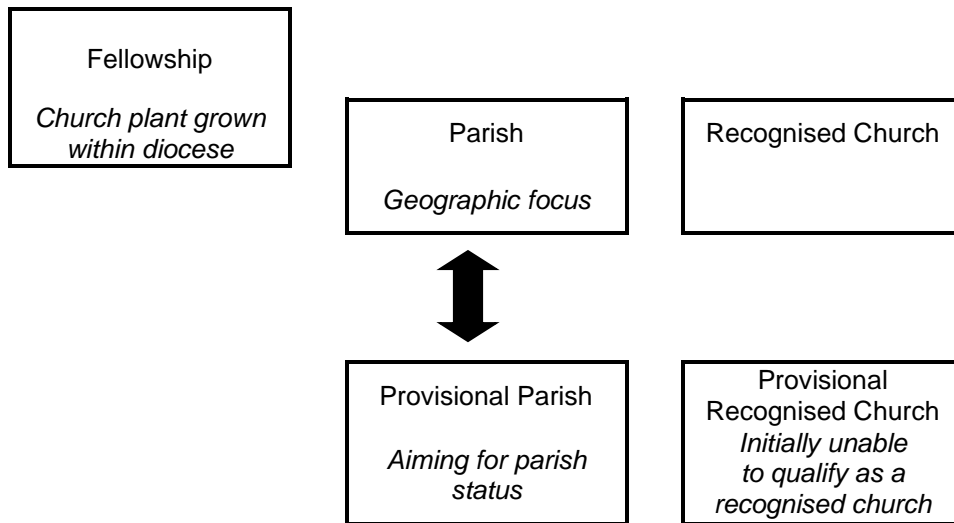 Fellowship
Church plant grown
within diocese
Parish
Geographic focus
Recognised Church
Provisional Parish
Aiming for parish
status
Provisional
Recognised Church
Initially unable
to qualify as a
recognised church